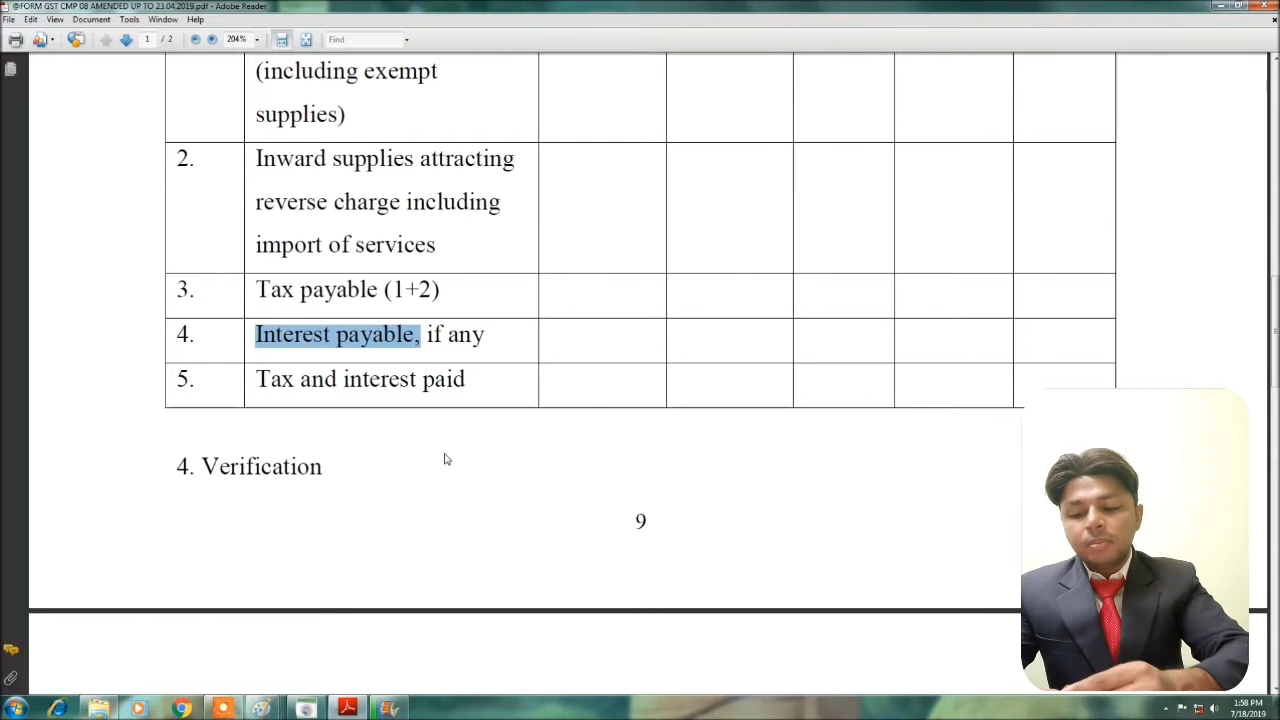 @FORM GST CMP 08 AMENDED UP TO 23.04.2019.pdf - Adobe Reader
File Edit View Document Tools Window Help
1 / 2 204% Find
(including exempt
supplies)
2. Inward supplies attracting
reverse charge including
import of services
3. Tax payable (1+2)
4. Interest payable, if any
5. Tax and interest paid
4. Verification
9
1:58 PM
7/18/2019